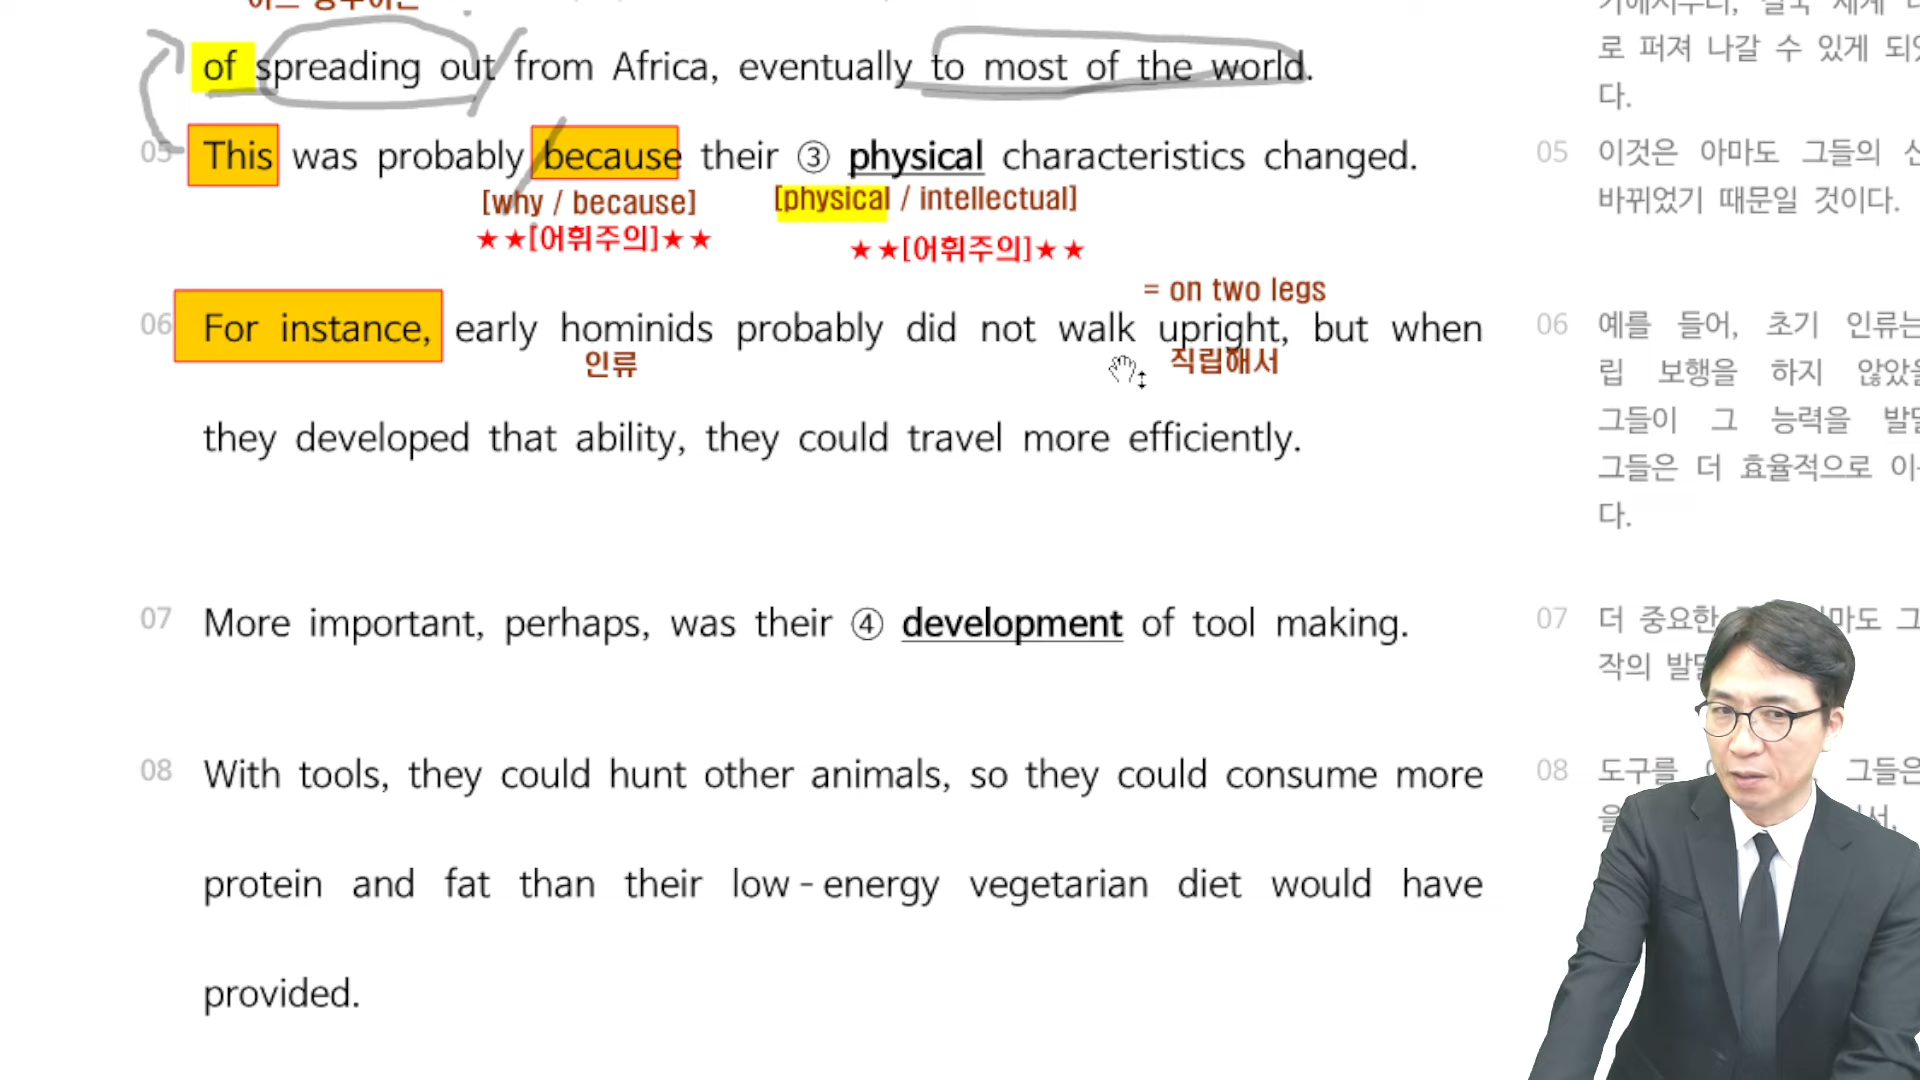 of spreading out from Africa, eventually to most of the world.
로 퍼져 나갈 수 있게
다.
05 This was probably because their ③ physical characteristics changed.
[why / because]
[physical / intellectual]
★★[어휘주의]★★
★★[어휘주의]★★
05 이것은 아마도 그들의
바뀌었기 때문일 것이다.
= on two legs
06 For instance, early hominids probably did not walk upright, but when
인류
직립해서
they developed that ability, they could travel more efficiently.
06 예를 들어, 초기 인류는
립 보행을 하지
그들이 그 능력을
그들은 더 효율적으로
다.
07 More important, perhaps, was their ④ development of tool making.
07 더 중요한
작의
08 With tools, they could hunt other animals, so they could consume more
protein and fat than their low-energy vegetarian diet would have
provided.
08 도구를 그들은